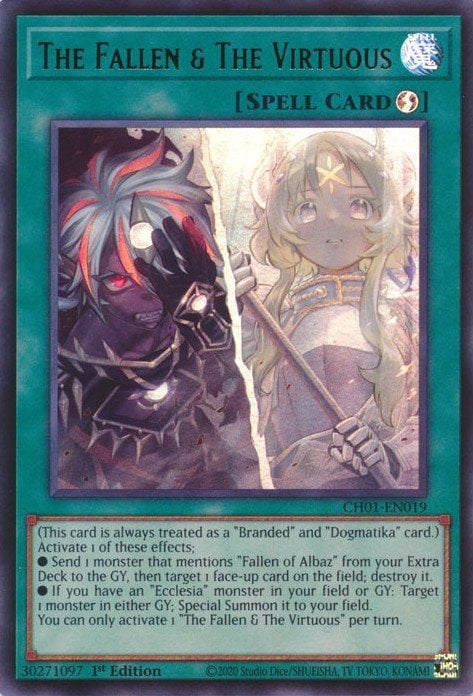 The Fallen & The Virtuous
[Spell Card]
CH01-EN019
(This card is always treated as a "Branded" and "Dogmatika" card.)
Activate 1 of these effects;
● Send 1 monster that mentions "Fallen of Albaz" from your Extra
Deck to the GY, then target 1 face-up card on the field; destroy it.
● If you have an "Ecclesia" monster in your field or GY: Target
1 monster in either GY; Special Summon it to your field.
You can only activate 1 "The Fallen & The Virtuous" per turn.
30271097 1st Edition ©2020 Studio Dice/SHUEISHA, TV TOKYO, KONAMI